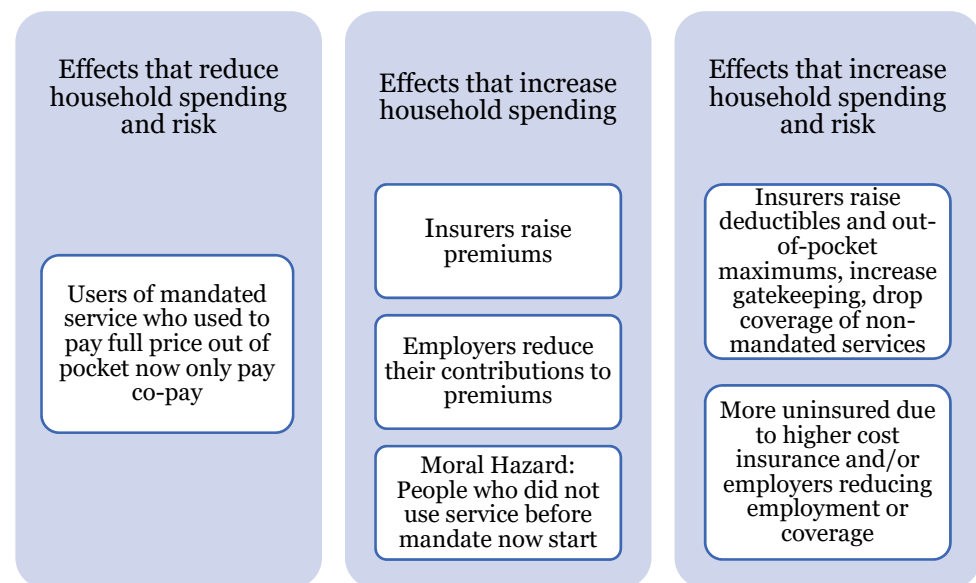 Effects that reduce
household spending
and risk
Users of mandated
service who used to
pay full price out of
pocket now only pay
co-pay
Effects that increase
household spending
Insurers raise
premiums
Employers reduce
their contributions to
premiums
Moral Hazard:
People who did not
use service before
mandate now start
Effects that increase
household spending
and risk
Insurers raise
deductibles and out-
of-pocket
maximums, increase
gatekeeping, drop
coverage of non-
mandated services
More uninsured due
to higher cost
insurance and/or
employers reducing
employment or
coverage